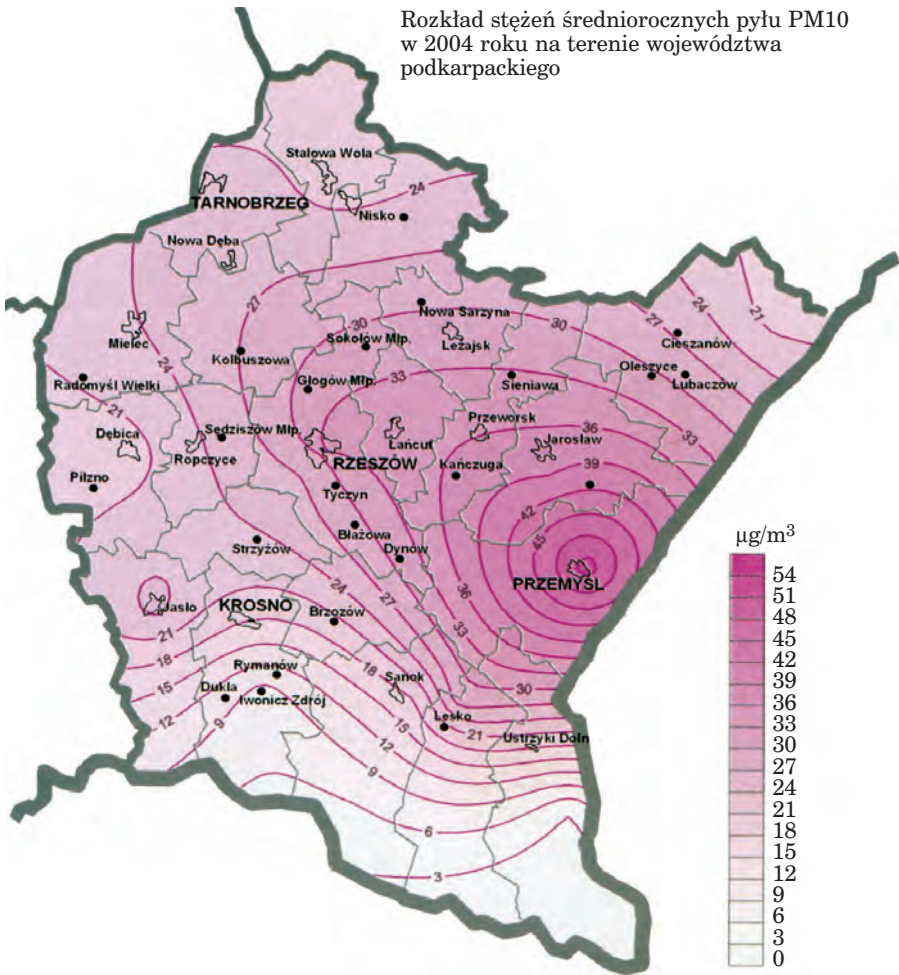 Rozkład stężeń średniorocznych pyłu PM10
w 2004 roku na terenie województwa
podkarpackiego
Stalowa Wola
24
TARNOBRZEG
Nisko
Nowa Dęba
27
Nowa Sarzyna
30
27
24
21
Cieszanów
Mielec
30
Sokołów Młp.
Leżajsk
Kolbuszowa
24
Radomyśl Wielki
Głogów Młp.
33
Sieniawa
Oleszyce
Lubaczów
21
Dębica
Sędziszów Młp.
Ropczyce
Łańcut
Przeworsk
36
33
Jarosław
RZESZÓW
Kańczuga
39
Pilzno
Tyczyn
42
Błażowa
45
Strzyżów
Dynów
PRZEMYŚL
24
27
36
Jasło
KROSNO
Brzozów
33
21
18
Rymanów
18
Sanok
30
15
Dukla
Iwonicz Zdrój
15
12
9
Lesko
21
Ustrzyki Doln
12
9
6
3
µg/m³
54
51
48
45
42
39
36
33
30
27
24
21
18
15
12
9
6
3
0